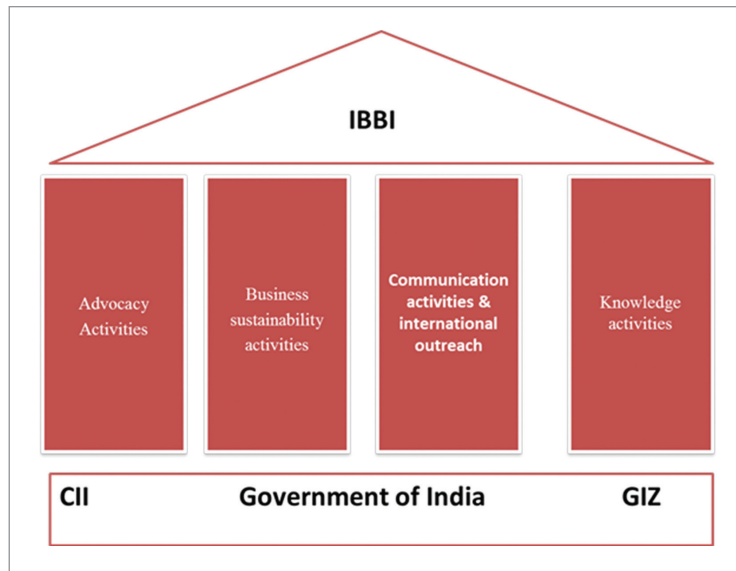 IBBI
Advocacy
Activities
Business
sustainability
activities
Communication
activities &
international
outreach
Knowledge
activities
CII
Government of India
GIZ